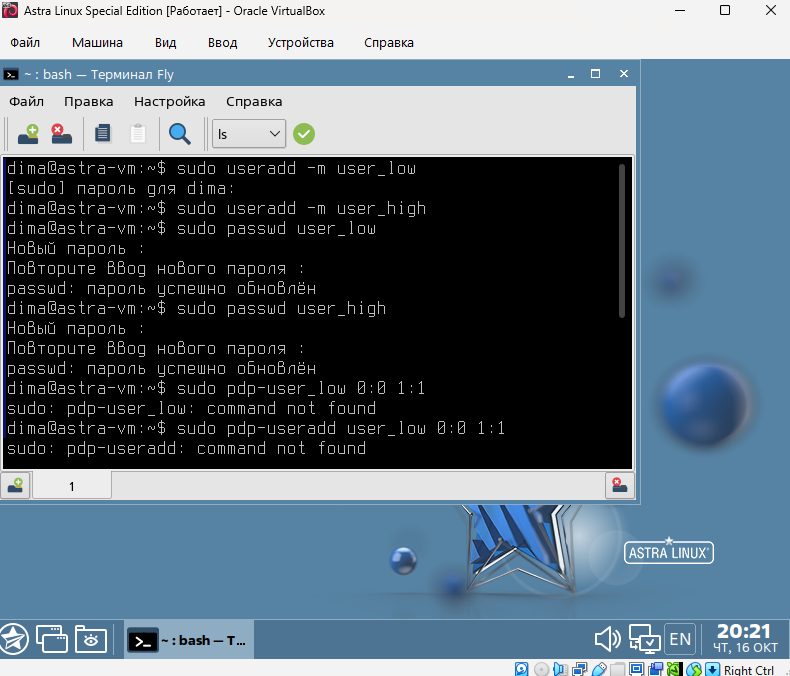 Astra Linux Special Edition [Работает] - Oracle VirtualBox
Файл Машина Вид Ввод Устройства Справка
~ : bash — Терминал Fly
Файл Правка Настройка Справка
ls
dima@astra-vm:~$ sudo useradd -m user_low
[sudo] пароль для dima:
dima@astra-vm:~$ sudo useradd -m user_high
dima@astra-vm:~$ sudo passwd user_low
Новый пароль :
Повторите ввод нового пароля :
passwd: пароль успешно обновлён
dima@astra-vm:~$ sudo passwd user_high
Новый пароль :
Повторите ввод нового пароля :
passwd: пароль успешно обновлён
dima@astra-vm:~$ sudo pdp-user_low 0:0 1:1
sudo: pdp-user_low: command not found
dima@astra-vm:~$ sudo pdp-useradd user_low 0:0 1:1
sudo: pdp-useradd: command not found
1
ASTRA LINUX®
~ : bash — Т...
EN
20:21
ЧТ, 16 ОКТ
Right Ctrl